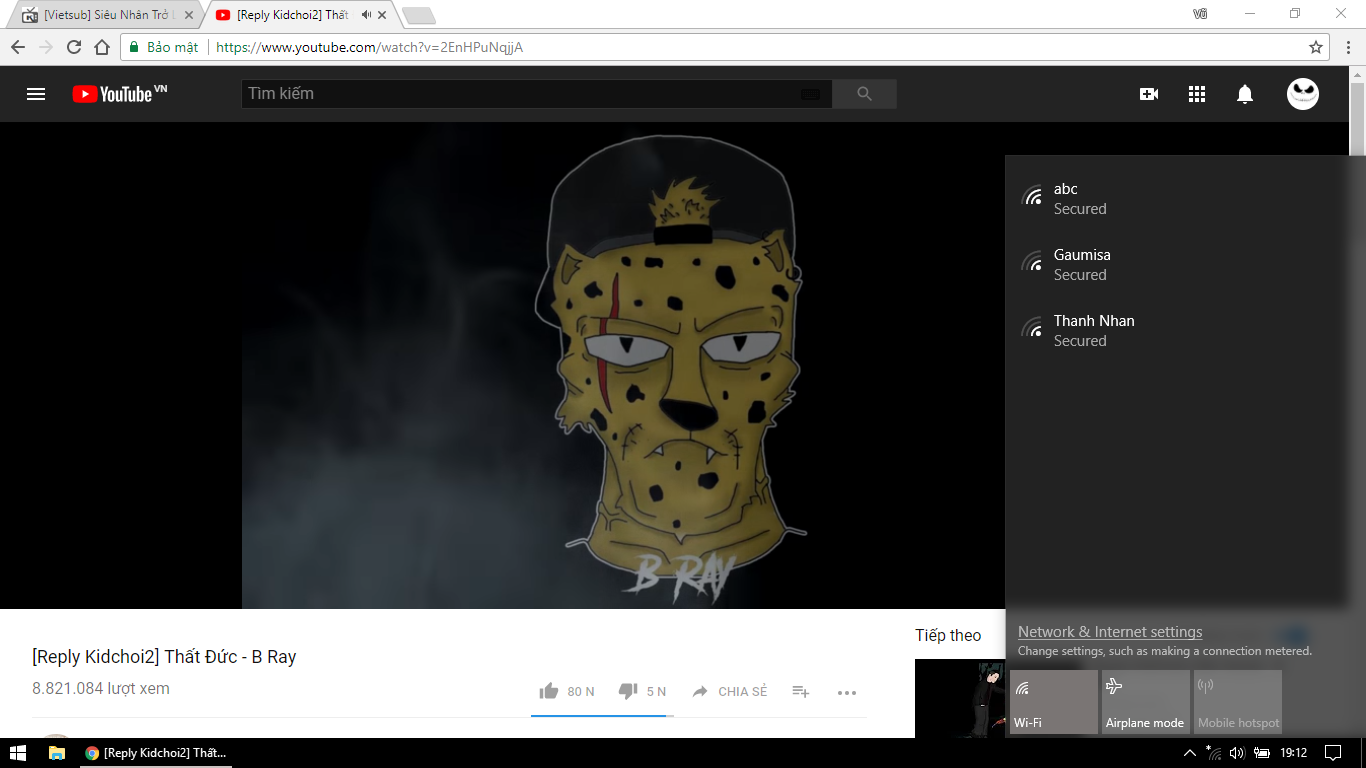 [Vietsub] Siêu Nhân Trở
[Reply Kidchoi2] Thất
Vũ
Bảo mật
https://www.youtube.com/watch?v=2EnHPuNqjjA
YouTube VN
Tìm kiếm
B RAY
abc
Secured
Gaumisa
Secured
Thanh Nhan
Secured
Network & Internet settings
Change settings, such as making a connection metered.
Wi-Fi
Airplane mode
Mobile hotspot
[Reply Kidchoi2] Thất Đức - B Ray
8.821.084 lượt xem
80 N
5 N
CHIA SẺ
Tiếp theo
[Reply Kidchoi2] Thất...
19:12